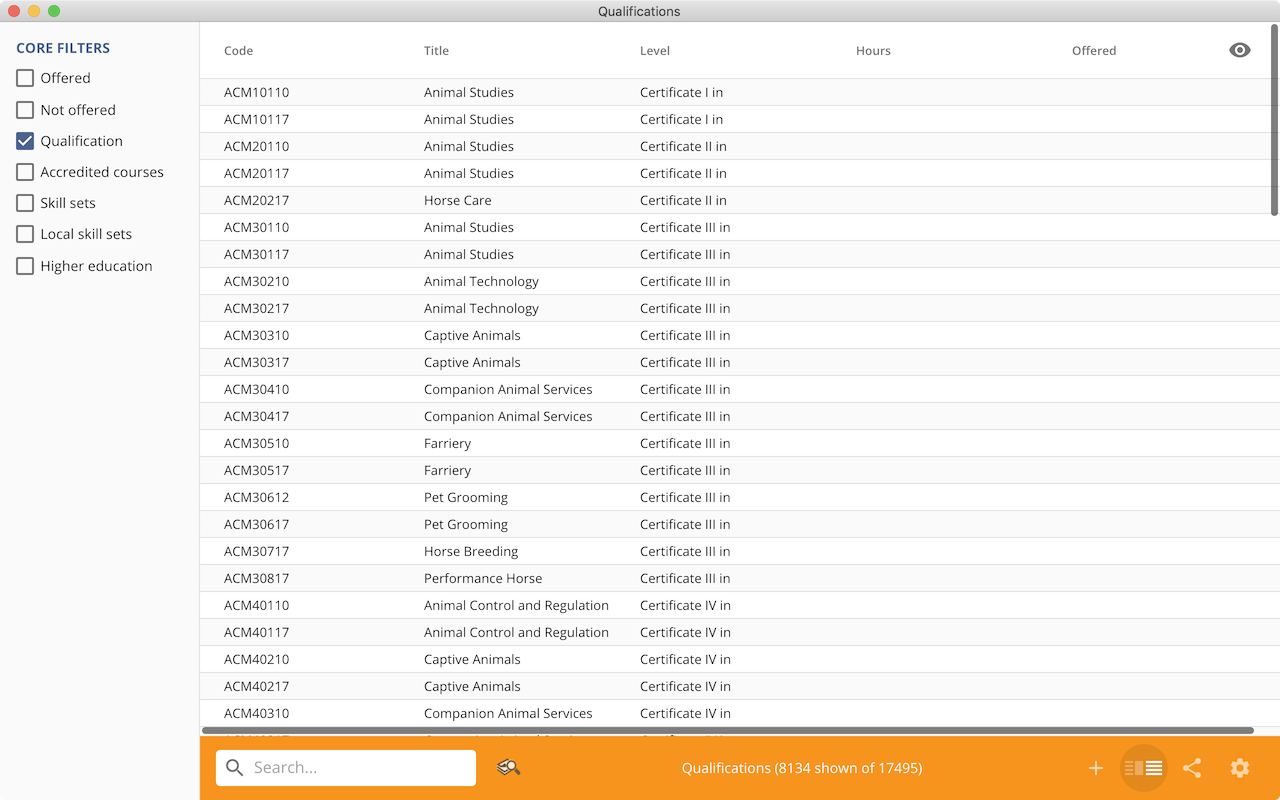 Qualifications
CORE FILTERS
Offered
Not offered
Qualification
Accredited courses
Skill sets
Local skill sets
Higher education
Code Title Level Hours Offered
ACM10110 Animal Studies Certificate I in
ACM10117 Animal Studies Certificate I in
ACM20110 Animal Studies Certificate II in
ACM20117 Animal Studies Certificate II in
ACM20217 Horse Care Certificate II in
ACM30110 Animal Studies Certificate III in
ACM30117 Animal Studies Certificate III in
ACM30210 Animal Technology Certificate III in
ACM30217 Animal Technology Certificate III in
ACM30310 Captive Animals Certificate III in
ACM30317 Captive Animals Certificate III in
ACM30410 Companion Animal Services Certificate III in
ACM30417 Companion Animal Services Certificate III in
ACM30510 Farriery Certificate III in
ACM30517 Farriery Certificate III in
ACM30612 Pet Grooming Certificate III in
ACM30617 Pet Grooming Certificate III in
ACM30717 Horse Breeding Certificate III in
ACM30817 Performance Horse Certificate III in
ACM40110 Animal Control and Regulation Certificate IV in
ACM40117 Animal Control and Regulation Certificate IV in
ACM40210 Captive Animals Certificate IV in
ACM40217 Captive Animals Certificate IV in
ACM40310 Companion Animal Services Certificate IV in
Search...
Qualifications (8134 shown of 17495)